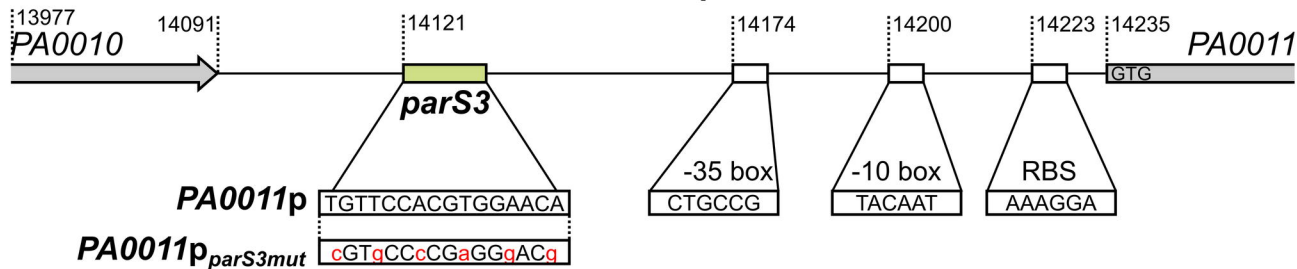 13977 14091 14121 14174 14200 14223 14235
PA0010 PA0011
GTG
parS3
-35 box -10 box RBS
PA0011p TGTTCCACGTGGAACA CTGCCG TACAAT AAAGGA
PA0011pparS3mut cGTgCCcCGaGGgACg